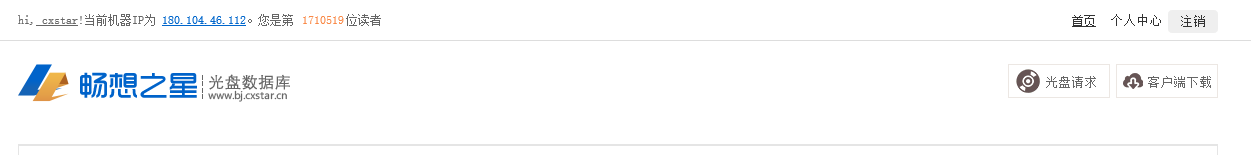 hi, cxstar!当前机器IP为 180.104.46.112。您是第 1710519位读者
首页 个人中心 注销
畅想之星 光盘数据库
www.bj.cxstar.cn
光盘请求 客户端下载